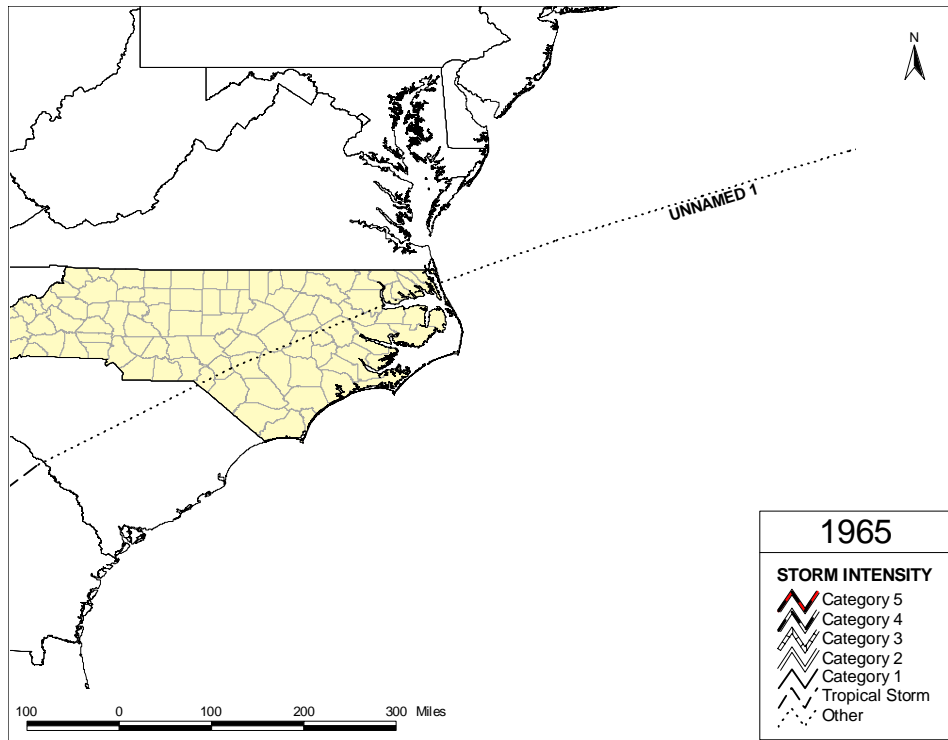 N
UNNAMED 1
1965
STORM INTENSITY
Category 5
Category 4
Category 3
Category 2
Category 1
Tropical Storm
Other
100 0 100 200 300 Miles